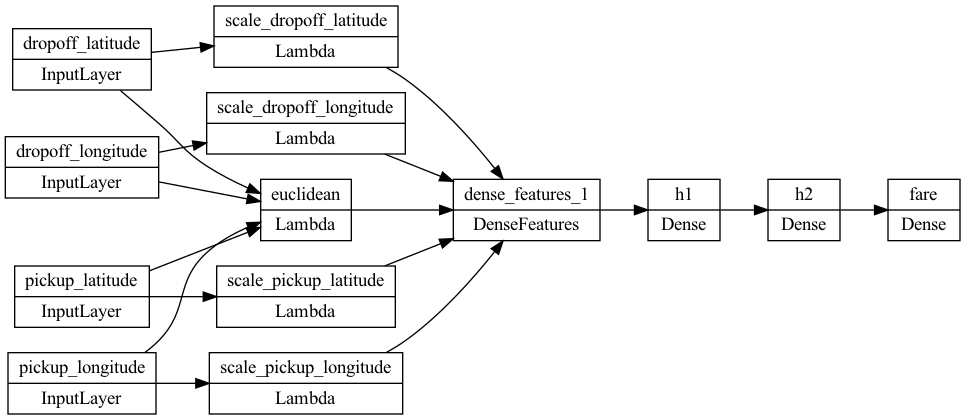 dropoff_latitude
InputLayer
dropoff_longitude
InputLayer
pickup_latitude
InputLayer
pickup_longitude
InputLayer
scale_dropoff_latitude
Lambda
scale_dropoff_longitude
Lambda
euclidean
Lambda
scale_pickup_latitude
Lambda
scale_pickup_longitude
Lambda
dense_features_1
DenseFeatures
h1
Dense
h2
Dense
fare
Dense